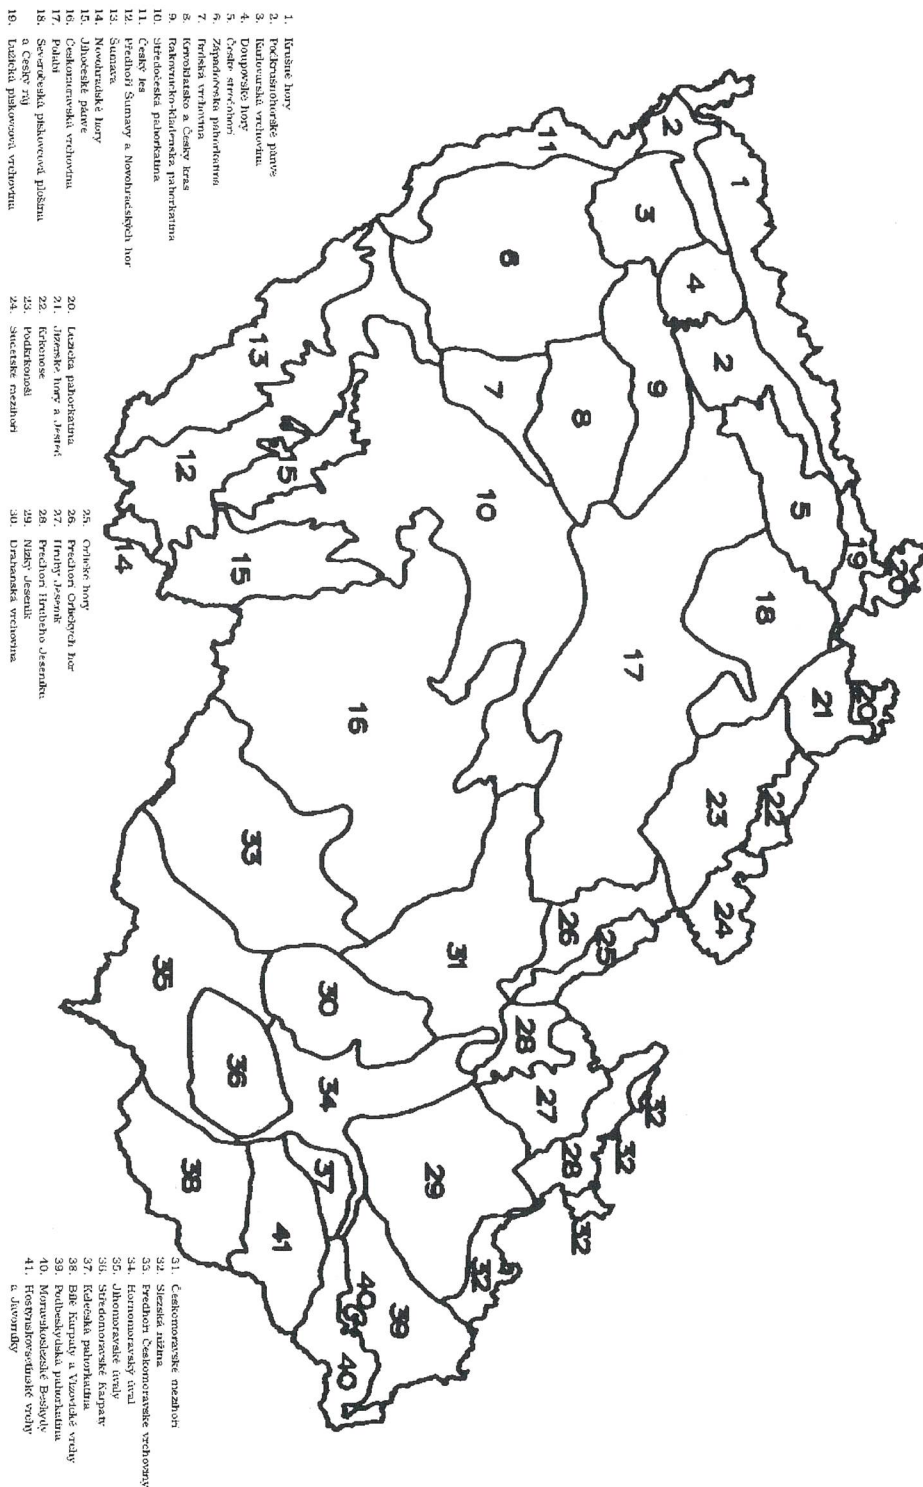 1. Krušné hory
2. Podkrušnohorské pánve
3. Karlovarská vrchovina
4. Doupovské hory
5. České středohoří
6. Západočeská pahorkatina
7. Brdská vrchovina
8. Křivoklátsko a Český kras
9. Rakovnicko-kladenská pahorkatina
10. Středočeská pahorkatina
11. Český les
12. Předhoří Šumavy a Novohradských hor
13. Šumava
14. Novohradské hory
15. Jihočeské pánve
16. Českomoravská vrchovina
17. Polabí
18. Severočeská pískovcová plošina
a Český ráj
19. Lužická pískovcová vrchovina
20. Lužická pahorkatina
21. Jizerské hory a Ještěd
22. Krkonoše
23. Podkrkonoší
24. Sudetské mezihoří
25. Orlické hory
26. Předhoří Orlických hor
27. Hrubý Jeseník
28. Předhoří Hrubého Jeseníku
29. Nízký Jeseník
30. Drahanská vrchovina
31. Českomoravské mezihoří
32. Slezská nížina
33. Předhoří Českomoravské vrchoviny
34. Hornomoravský úval
35. Jihomoravské úvaly
36. Středomoravské Karpaty
37. Kelečská pahorkatina
38. Bílé Karpaty a Vizovické vrchy
39. Podbeskydská pahorkatina
40. Moravskoslezské Beskydy
41. Hostýnskovsetínské vrchy
a Javorníky
1
2
3
4
2
5
19
20
18
20
21
22
23
24
11
6
9
8
7
10
17
26
25
13
12
15
15
14
16
31
28
27
32
32
28
32
33
30
34
29
32
35
36
37
39
38
41
40
40